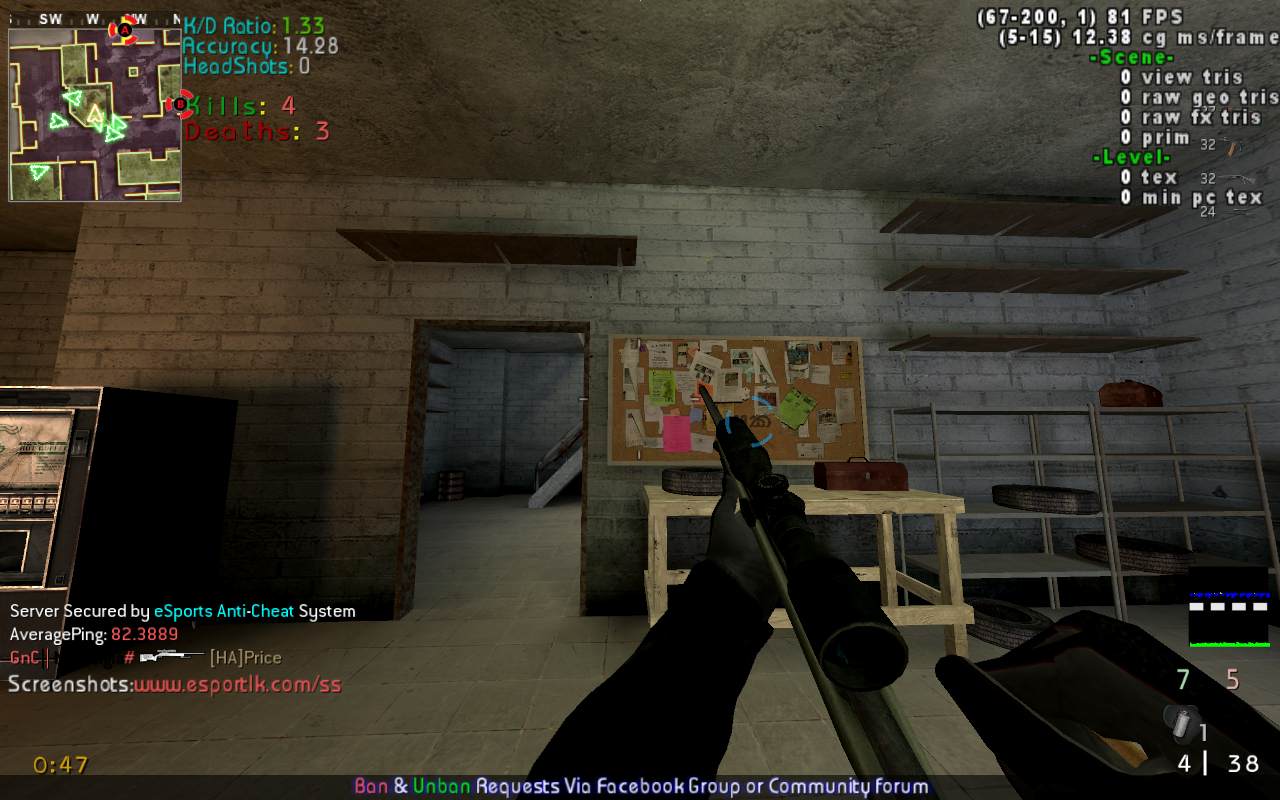 SW W NW N
A
B
K/D Ratio: 1.33
Accuracy: 14.28
HeadShots: 0
Kills: 4
Deaths: 3
(67-200, 1) 81 FPS
(5-15) 12.38 cg ms/frame
-Scene-
0 view tris
0 raw geo tris
0 raw fx tris
0 prim
32
-Level-
0 tex
32
0 min pc tex
24
Server Secured by eSports Anti-Cheat System
AveragePing: 82.3889
GnC| # [HA]Price
Screenshots:www.esportlk.com/ss
7 5
1
4 | 38
0:47
Ban & Unban Requests Via Facebook Group or Community forum